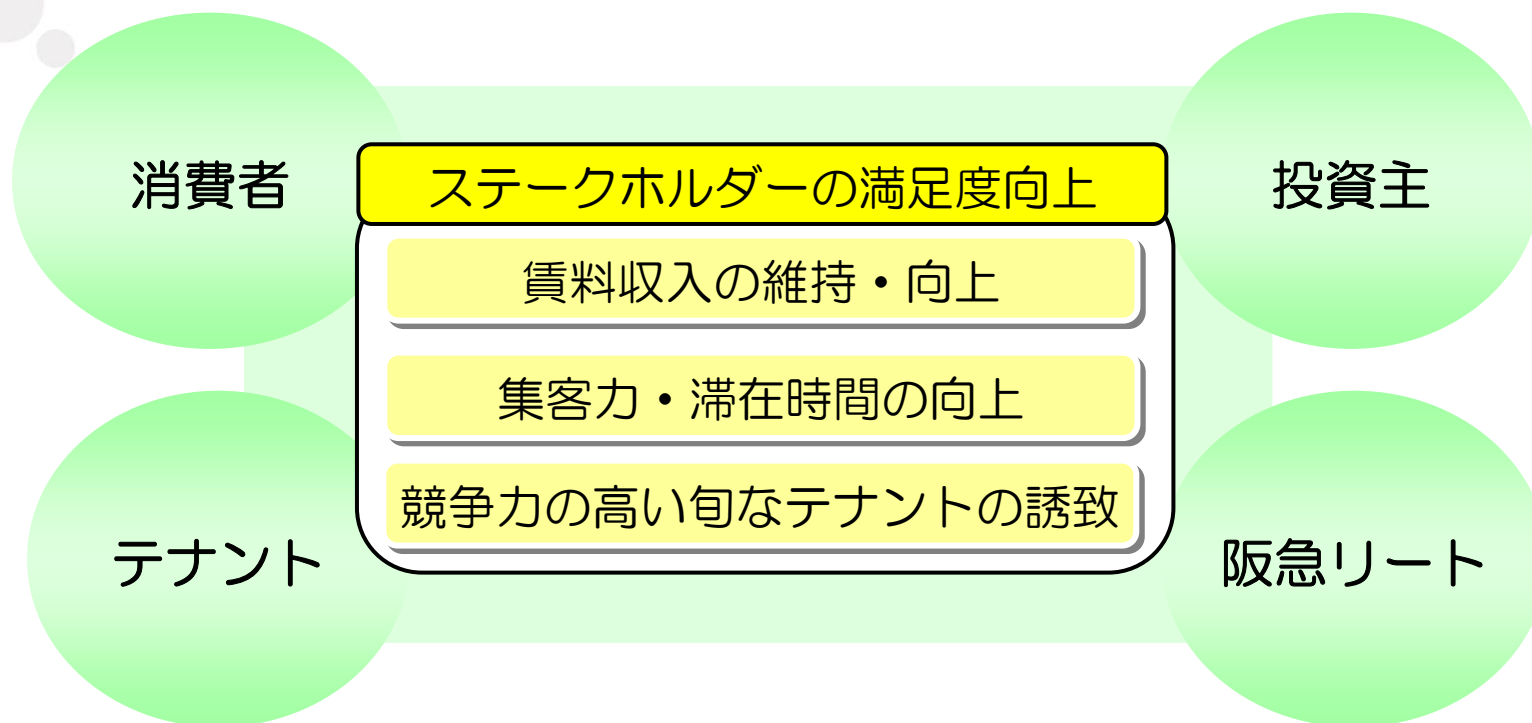 消費者
ステークホルダーの満足度向上
投資主
賃料収入の維持・向上
集客力・滞在時間の向上
競争力の高い旬なテナントの誘致
テナント
阪急リート